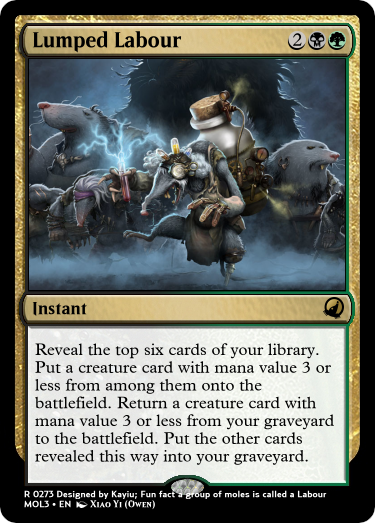 Lumped Labour 2
Instant
Reveal the top six cards of your library.
Put a creature card with mana value 3 or
less from among them onto the
battlefield. Return a creature card with
mana value 3 or less from your graveyard
to the battlefield. Put the other cards
revealed this way into your graveyard.
R 0273 Designed by Kayiu; Fun fact a group of moles is called a Labour
MOL3 • EN Xiao Yi (Owen)